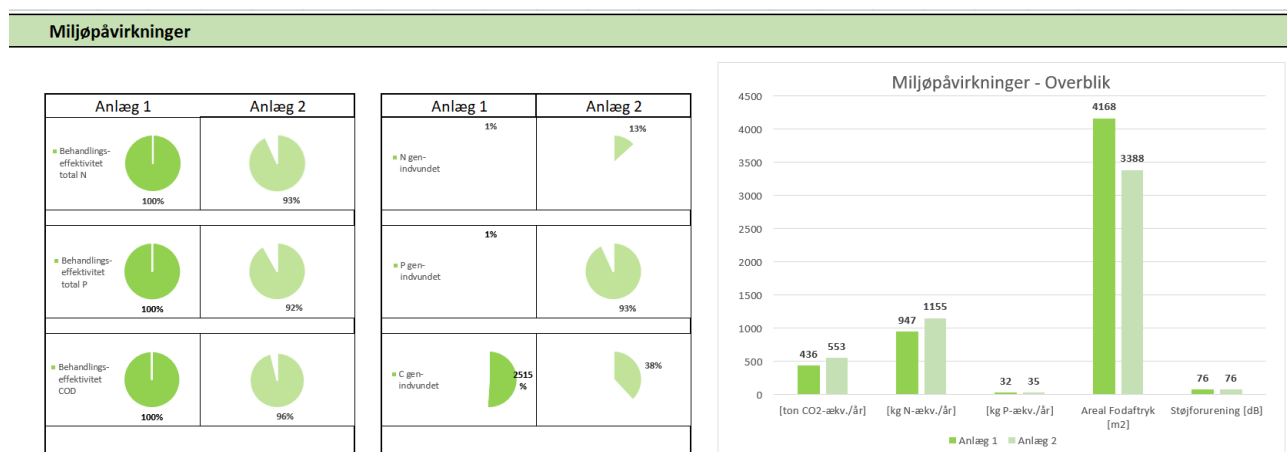 Miljøpåvirkninger
Anlæg 1
Anlæg 2
Behandlings-
effektivitet
total N
100%
93%
Behandlings-
effektivitet
total P
100%
92%
Behandlings-
effektivitet
COD
100%
96%
Anlæg 1
Anlæg 2
N gen-
indvundet
1%
13%
P gen-
indvundet
1%
93%
C gen-
indvundet
2515
%
38%
Miljøpåvirkninger - Overblik
4500
4000
3500
3000
2500
2000
1500
1000
500
0
436
553
947
1155
32
35
4168
3388
76
76
[ton CO2-ækv./år]
[kg N-ækv./år]
[kg P-ækv./år]
Areal Fodaftryk
[m2]
Støjforurening [dB]
Anlæg 1
Anlæg 2